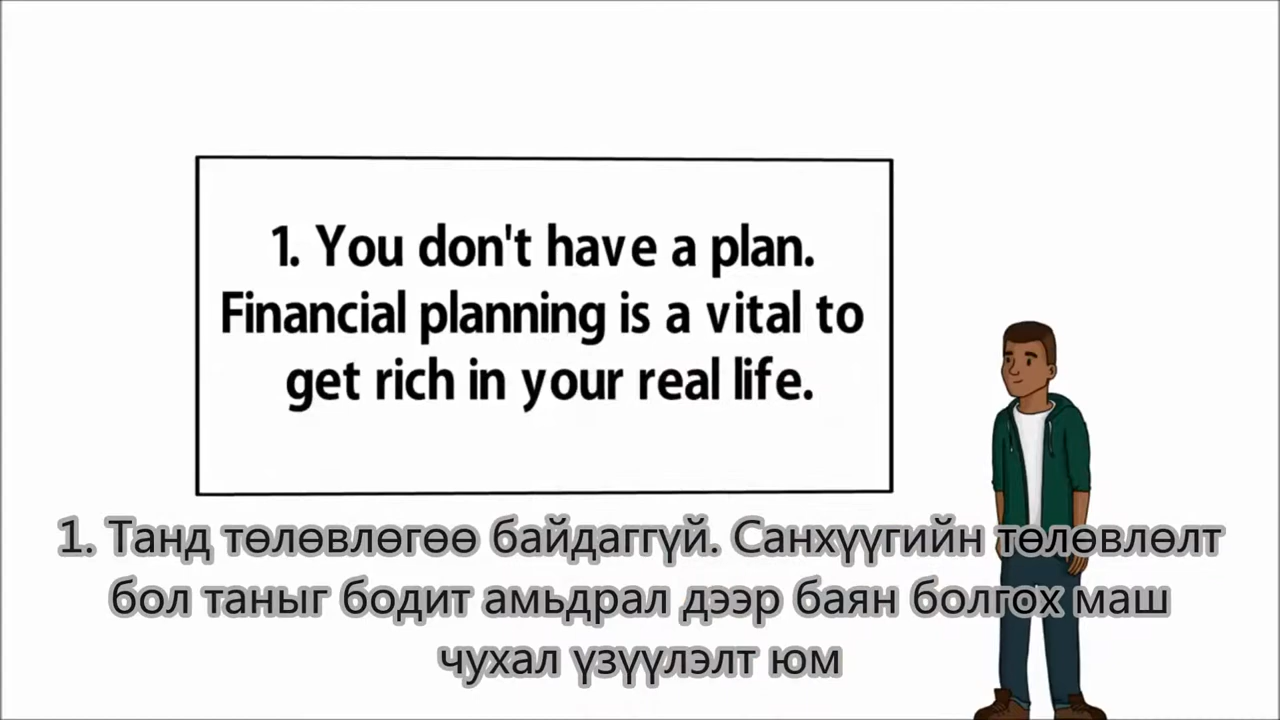 1. You don't have a plan.
Financial planning is a vital to
get rich in your real life.
1. Танд төлөвлөгөө байдаггүй. Санхүүгийн төлөвлөлт
бол таныг бодит амьдрал дээр баян болгох маш
чухал үзүүлэлт юм